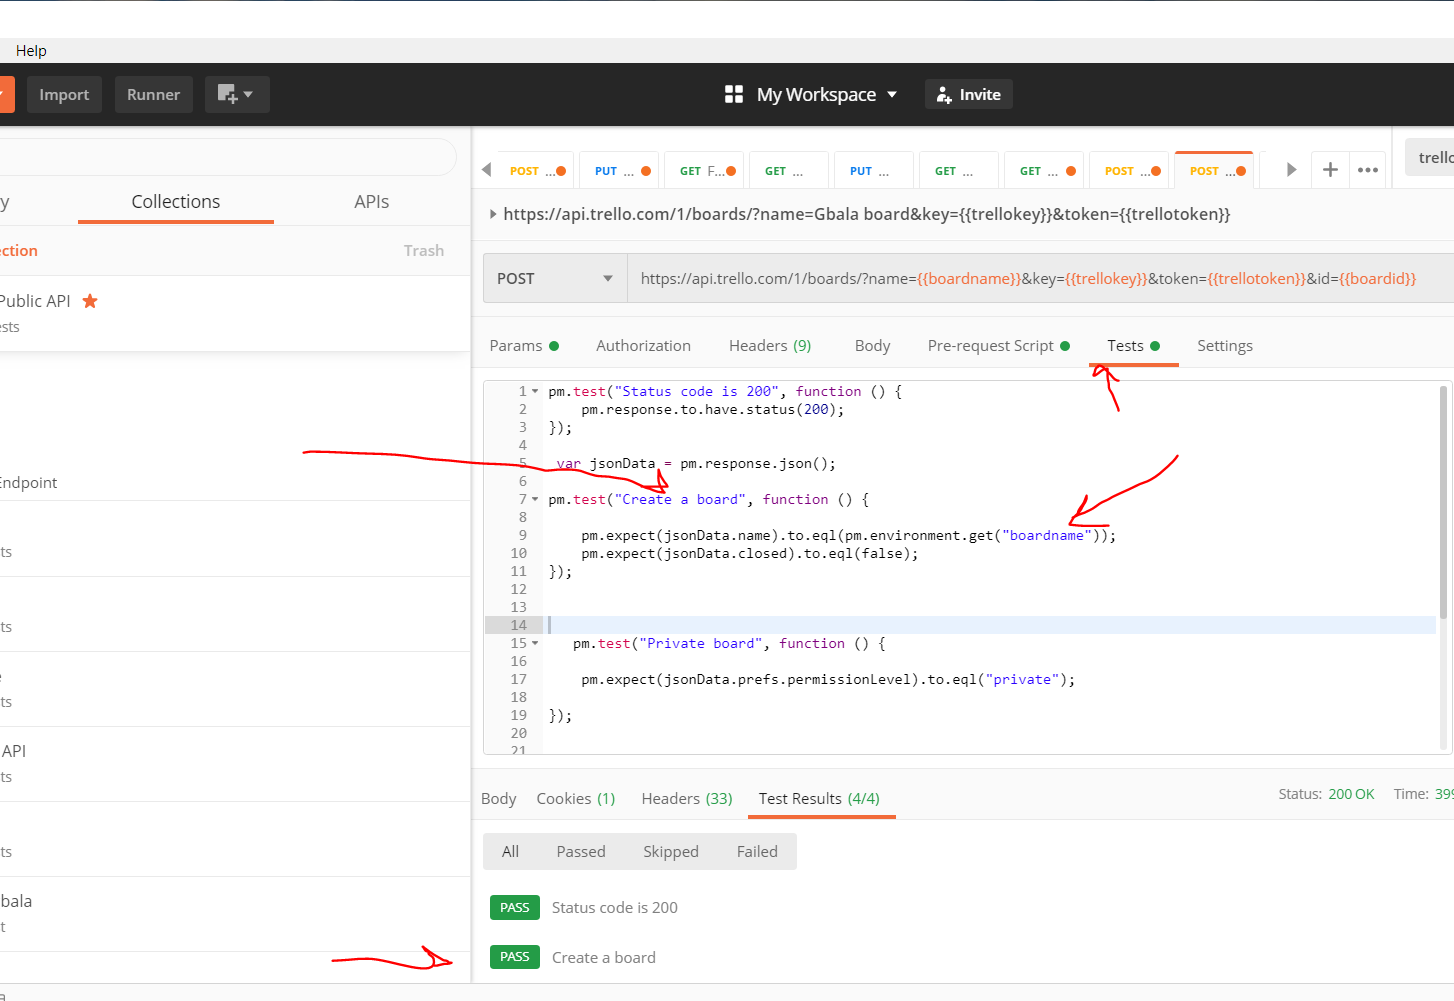 Help
Import Runner My Workspace Invite
POST ... PUT ... GET F... GET ... PUT ... GET ... GET ... POST ... POST ... trello
y Collections APIs
https://api.trello.com/1/boards/?name=Gbala board&key={{trellokey}}&token={{trellotoken}}
ection Trash
POST https://api.trello.com/1/boards/?name={{boardname}}&key={{trellokey}}&token={{trellotoken}}&id={{boardid}}
Public API
ests
Params Authorization Headers (9) Body Pre-request Script Tests Settings
1 pm.test("Status code is 200", function () {
2 pm.response.to.have.status(200);
3 });
4
5 var jsonData = pm.response.json();
6
7 pm.test("Create a board", function () {
8
9 pm.expect(jsonData.name).to.eql(pm.environment.get("boardname"));
10 pm.expect(jsonData.closed).to.eql(false);
11 });
12
13
14
15 pm.test("Private board", function () {
16
17 pm.expect(jsonData.prefs.permissionLevel).to.eql("private");
18
19 });
20
21
Endpoint
ts
ts
e
ts
API
ts
ts
bala
t
Body Cookies (1) Headers (33) Test Results (4/4) Status: 200 OK Time: 399
All Passed Skipped Failed
PASS Status code is 200
PASS Create a board